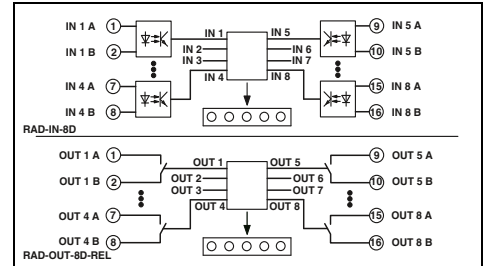 IN 1 A 1 IN 1 IN 5 9 IN 5 A
IN 1 B 2 IN 2 IN 6 10 IN 5 B
IN 3 IN 7
IN 4 A 7 IN 4 IN 8 15 IN 8 A
IN 4 B 8 16 IN 8 B
RAD-IN-8D
OUT 1 A 1 OUT 1 OUT 5 9 OUT 5 A
OUT 1 B 2 OUT 2 OUT 6 10 OUT 5 B
OUT 3 OUT 7
OUT 4 A 7 OUT 4 OUT 8 15 OUT 8 A
OUT 4 B 8 16 OUT 8 B
RAD-OUT-8D-REL